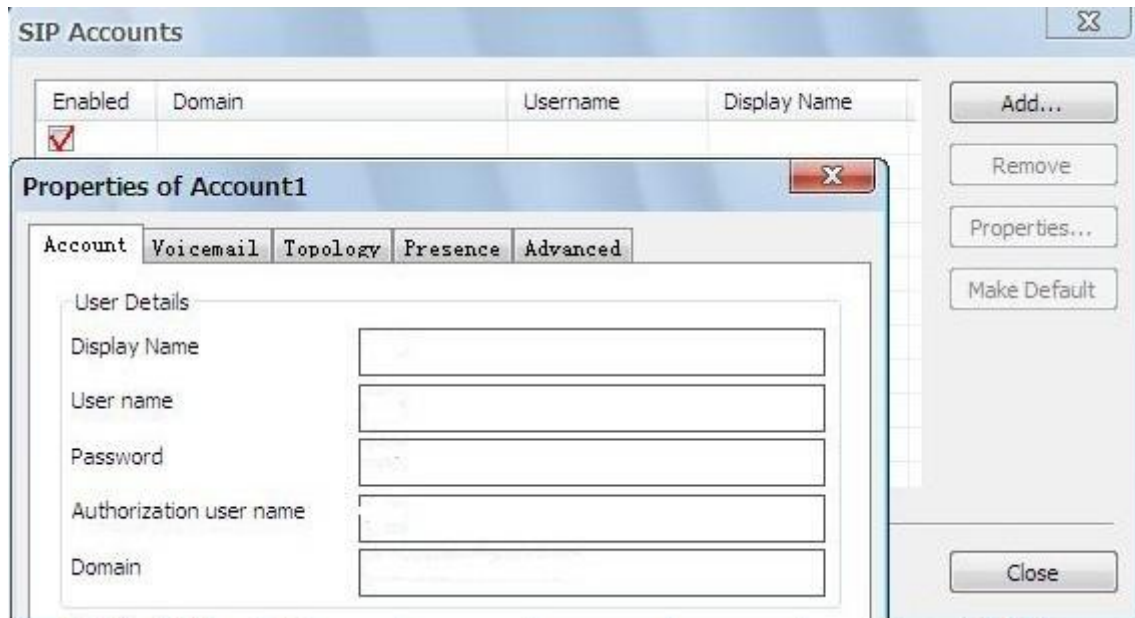 SIP Accounts
Enabled Domain Username Display Name
Add...
Remove
Properties...
Make Default
Close
Properties of Account1
Account Voicemail Topology Presence Advanced
User Details
Display Name
User name
Password
Authorization user name
Domain